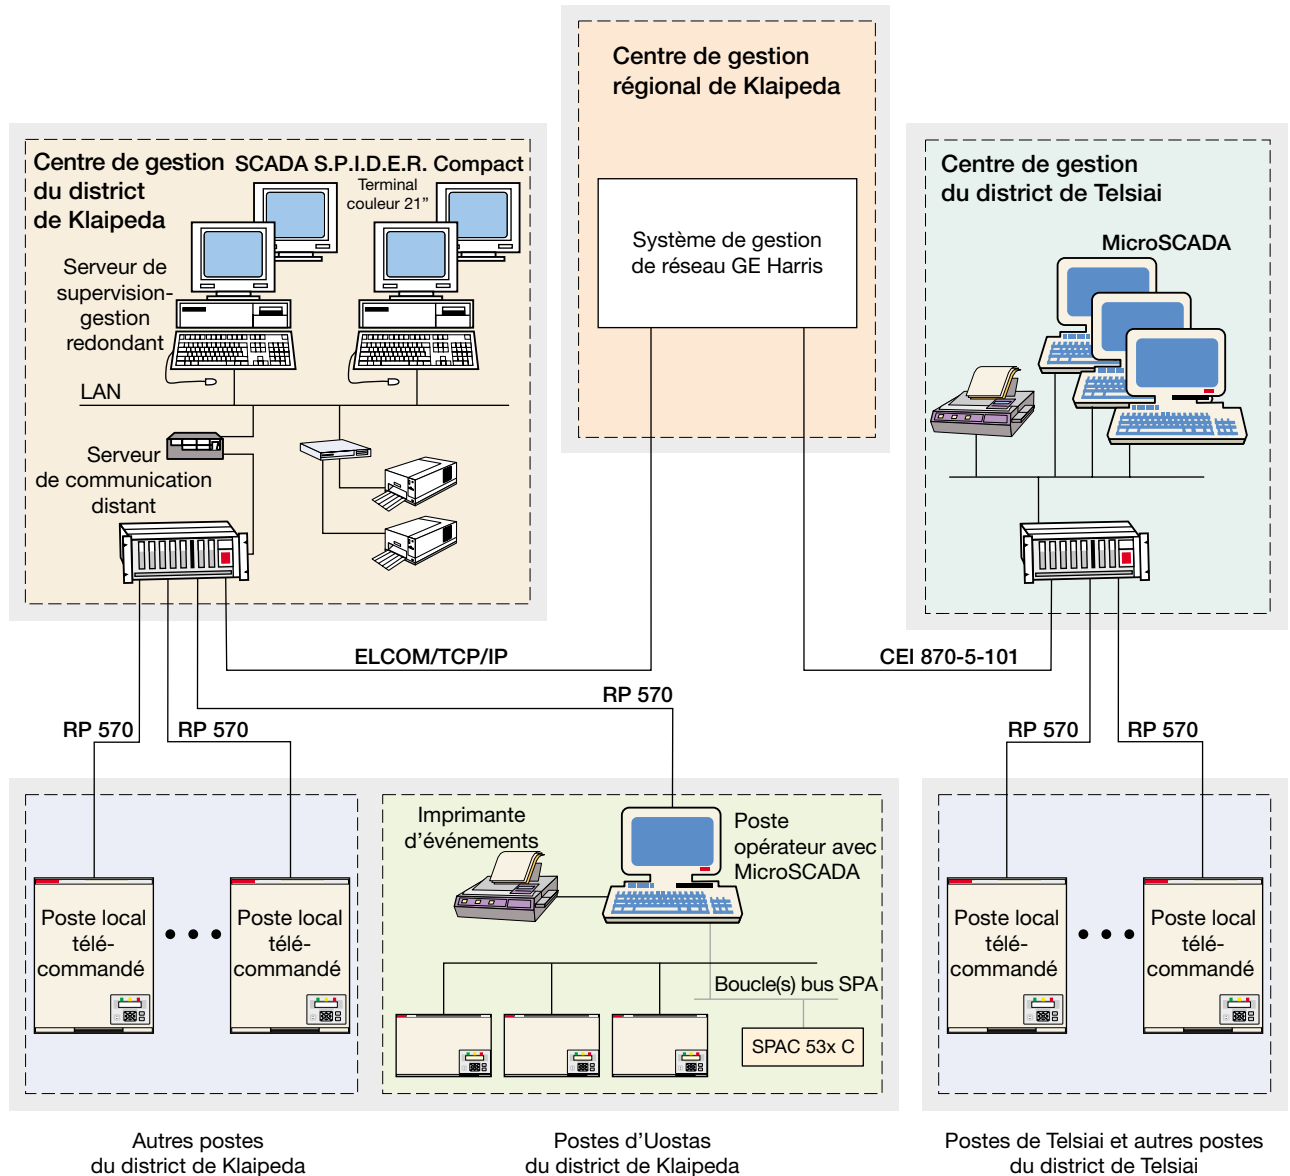 Centre de gestion
régional de Klaipeda
Système de gestion
de réseau GE Harris
Centre de gestion
du district
de Klaipeda
SCADA S.P.I.D.E.R. Compact
Terminal
couleur 21”
Serveur de
supervision-
gestion
redondant
LAN
Serveur
de communication
distant
Centre de gestion
du district de Telsiai
MicroSCADA
ELCOM/TCP/IP
CEI 870-5-101
RP 570
RP 570
RP 570
RP 570
RP 570
Poste local
télé-
commandé
Poste local
télé-
commandé
Imprimante
d’événements
Poste
opérateur avec
MicroSCADA
Boucle(s) bus SPA
SPAC 53x C
Poste local
télé-
commandé
Poste local
télé-
commandé
Autres postes
du district de Klaipeda
Postes d’Uostas
du district de Klaipeda
Postes de Telsiai et autres postes
du district de Telsiai